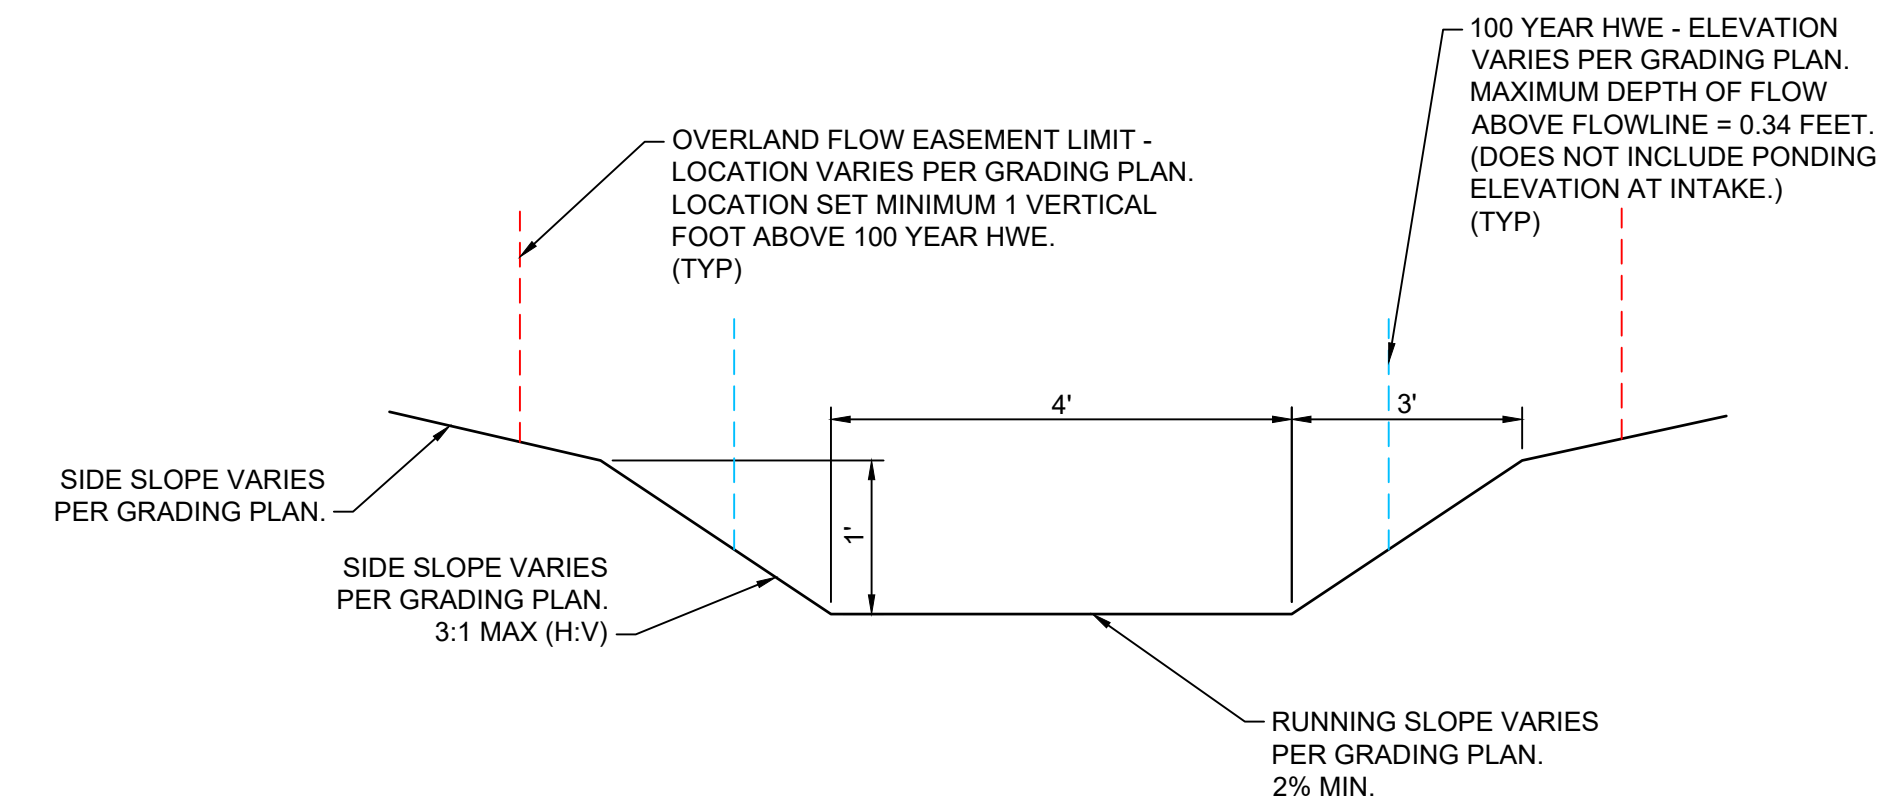 100 YEAR HWE - ELEVATION
VARIES PER GRADING PLAN.
MAXIMUM DEPTH OF FLOW
ABOVE FLOWLINE = 0.34 FEET.
(DOES NOT INCLUDE PONDING
ELEVATION AT INTAKE.)
(TYP)
OVERLAND FLOW EASEMENT LIMIT -
LOCATION VARIES PER GRADING PLAN.
LOCATION SET MINIMUM 1 VERTICAL
FOOT ABOVE 100 YEAR HWE.
(TYP)
4'
3'
1'
SIDE SLOPE VARIES
PER GRADING PLAN.
SIDE SLOPE VARIES
PER GRADING PLAN.
3:1 MAX (H:V)
RUNNING SLOPE VARIES
PER GRADING PLAN.
2% MIN.